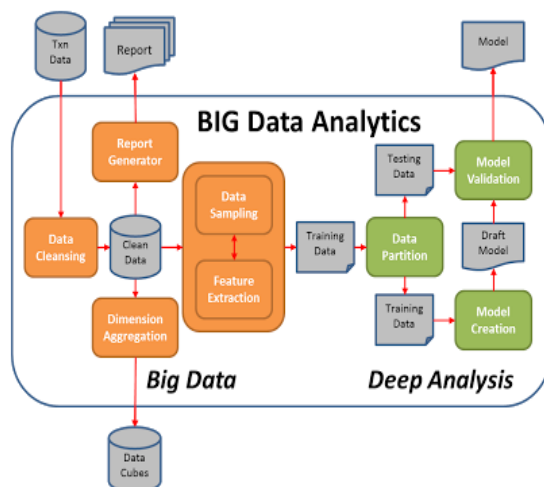 Txn
Data
Report
Model
BIG Data Analytics
Report
Generator
Testing
Data
Model
Validation
Data
Sampling
Data
Cleansing
Clean
Data
Training
Data
Data
Partition
Draft
Model
Feature
Extraction
Dimension
Aggregation
Training
Data
Model
Creation
Big Data
Deep Analysis
Data
Cubes